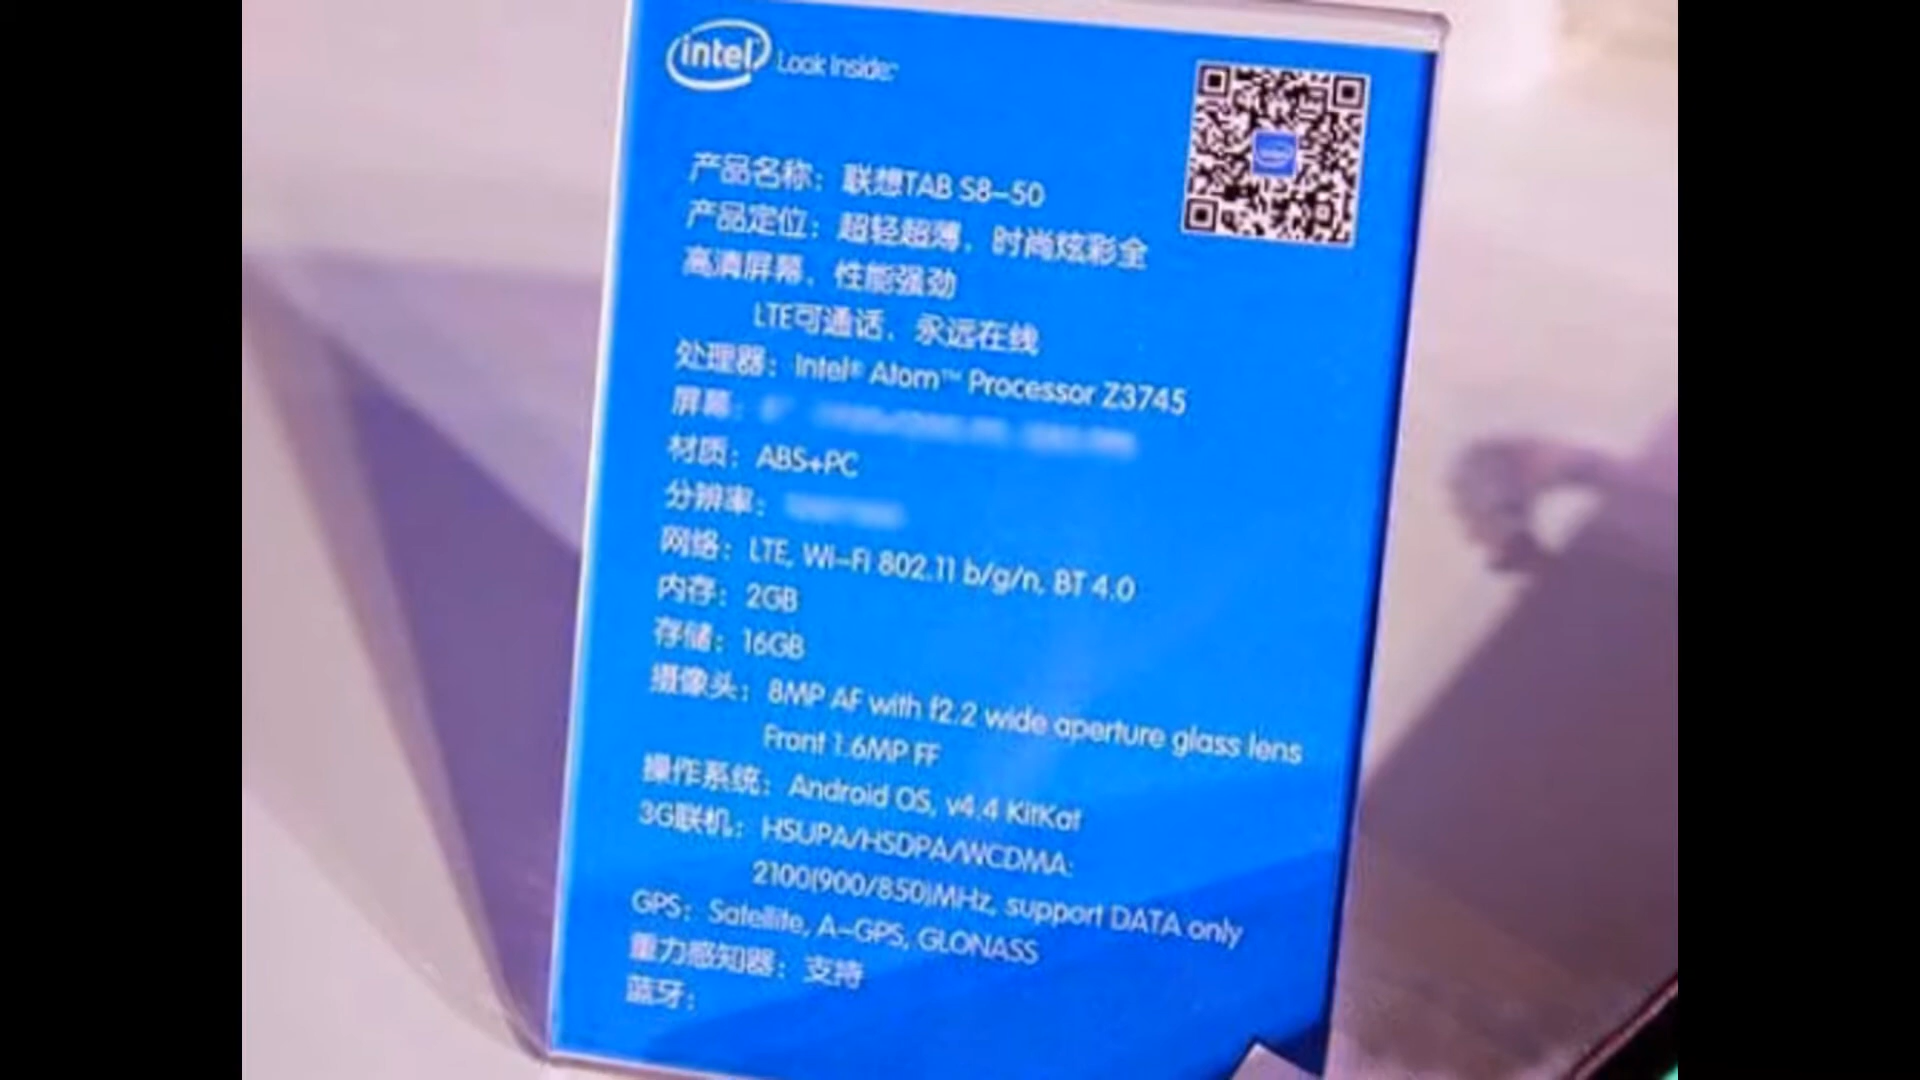 intel Look Inside.™
产品名称：联想TAB S8-50
产品定位：超轻超薄，时尚炫彩全
高清屏幕，性能强劲
LTE可通话，永远在线
处理器：Intel® Atom™ Processor Z3745
屏幕：
材质：ABS+PC
分辨率：
网络：LTE, Wi-Fi 802.11 b/g/n, BT 4.0
内存：2GB
存储：16GB
摄像头：8MP AF with f2.2 wide aperture glass lens
Front 1.6MP FF
操作系统：Android OS, v4.4 KitKat
3G联机：HSUPA/HSDPA/WCDMA:
2100(900/850)MHz, support DATA only
GPS：Satellite, A-GPS, GLONASS
重力感知器：支持
蓝牙：